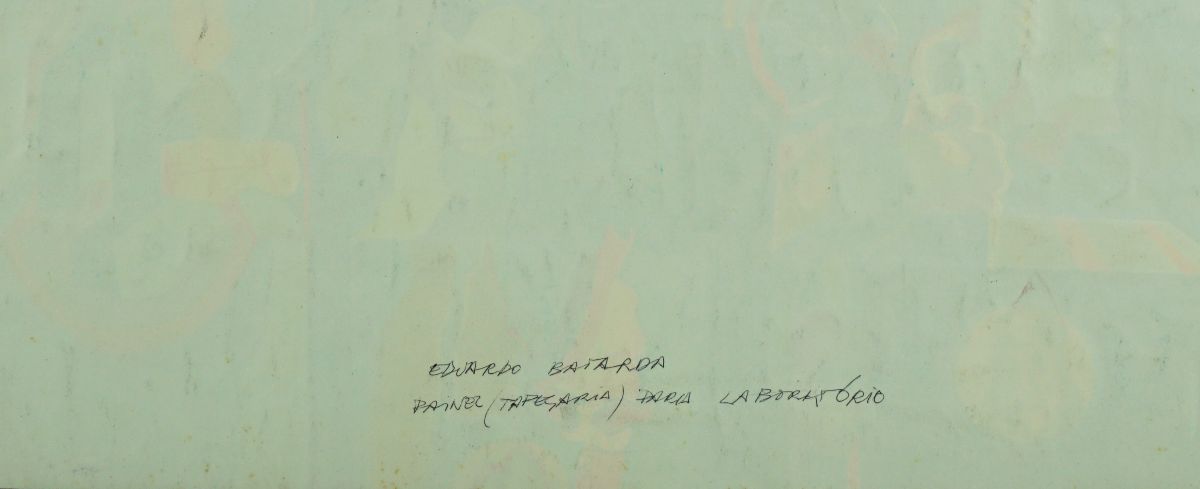 EDUARDO BATARDA
PAINEL (TAPEÇARIA) PARA LABORATÓRIO